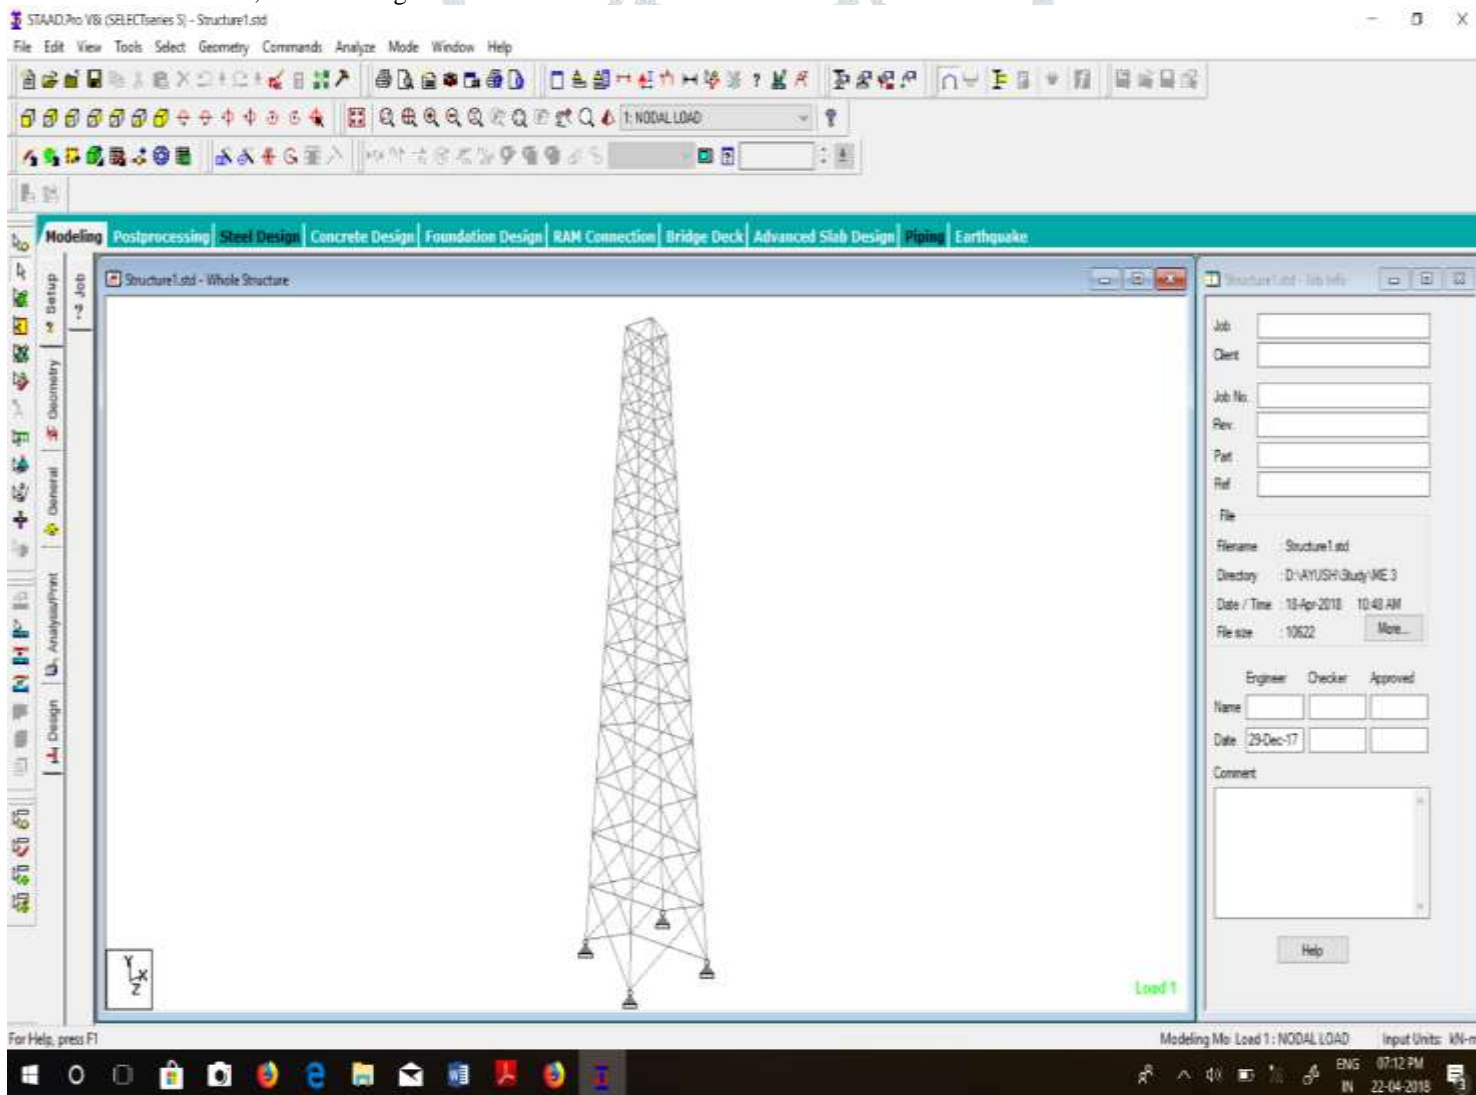 STAAD.Pro V8i (SELECTseries 5) - Structure1.std
File Edit View Tools Select Geometry Commands Analyze Mode Window Help
1: NODAL LOAD
Modeling Postprocessing Steel Design Concrete Design Foundation Design RAM Connection Bridge Deck Advanced Slab Design Piping Earthquake
Setup
Geometry
General
Analysis/Print
Design
? Job
Structure1.std - Whole Structure
Y
X
Z
Load 1
Structure1.std - Job Info
Job
Client
Job No.
Rev.
Part
Ref
File
Filename : Structure1.std
Directory : D:\AYUSH\Study\ME 3
Date / Time : 18-Apr-2018 10:48 AM
File size : 10622 More...
Engineer Checker Approved
Name
Date 29-Dec-17
Comment
Help
For Help, press F1
Modeling Mo Load 1 : NODAL LOAD Input Units: kN-m
ENG 07:12 PM
IN 22-04-2018